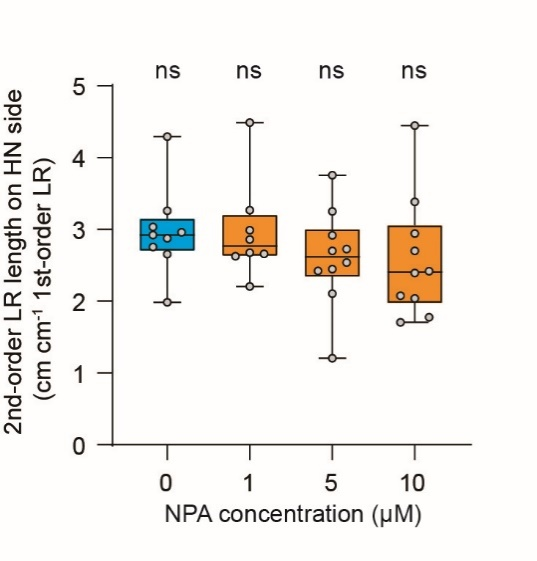 ns ns ns ns
2nd-order LR length on HN side
(cm cm⁻¹ 1st-order LR)
5
4
3
2
1
0
0 1 5 10
NPA concentration (µM)